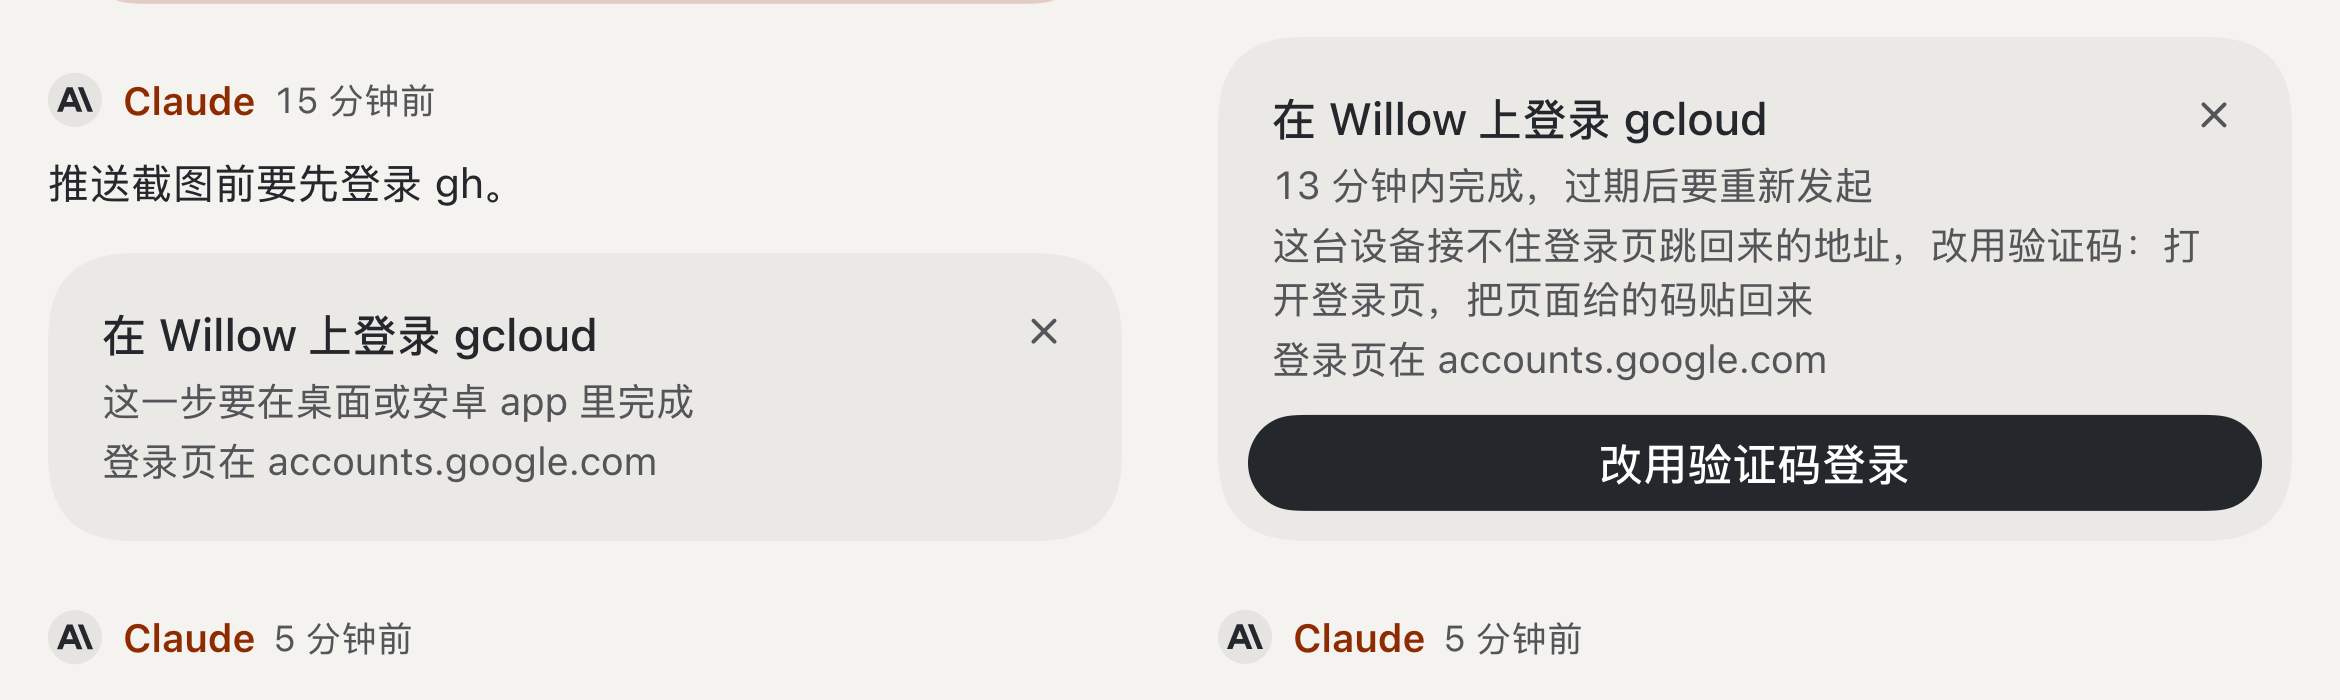 Claude 15 分钟前
推送截图前要先登录 gh。
在 Willow 上登录 gcloud
这一步要在桌面或安卓 app 里完成
登录页在 accounts.google.com
Claude 5 分钟前
在 Willow 上登录 gcloud
13 分钟内完成，过期后要重新发起
这台设备接不住登录页跳回来的地址，改用验证码：打
开登录页，把页面给的码贴回来
登录页在 accounts.google.com
改用验证码登录
Claude 5 分钟前